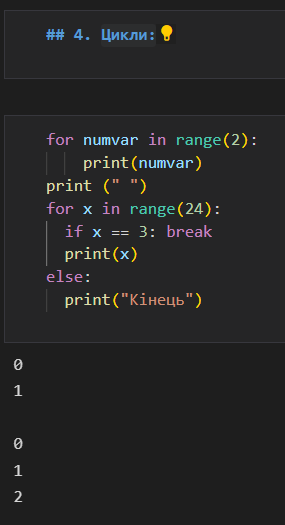 ## 4. Цикли:💡
for numvar in range(2):
    print(numvar)
print (" ")
for x in range(24):
  if x == 3: break
  print(x)
else:
  print("Кінець")
0
1
0
1
2